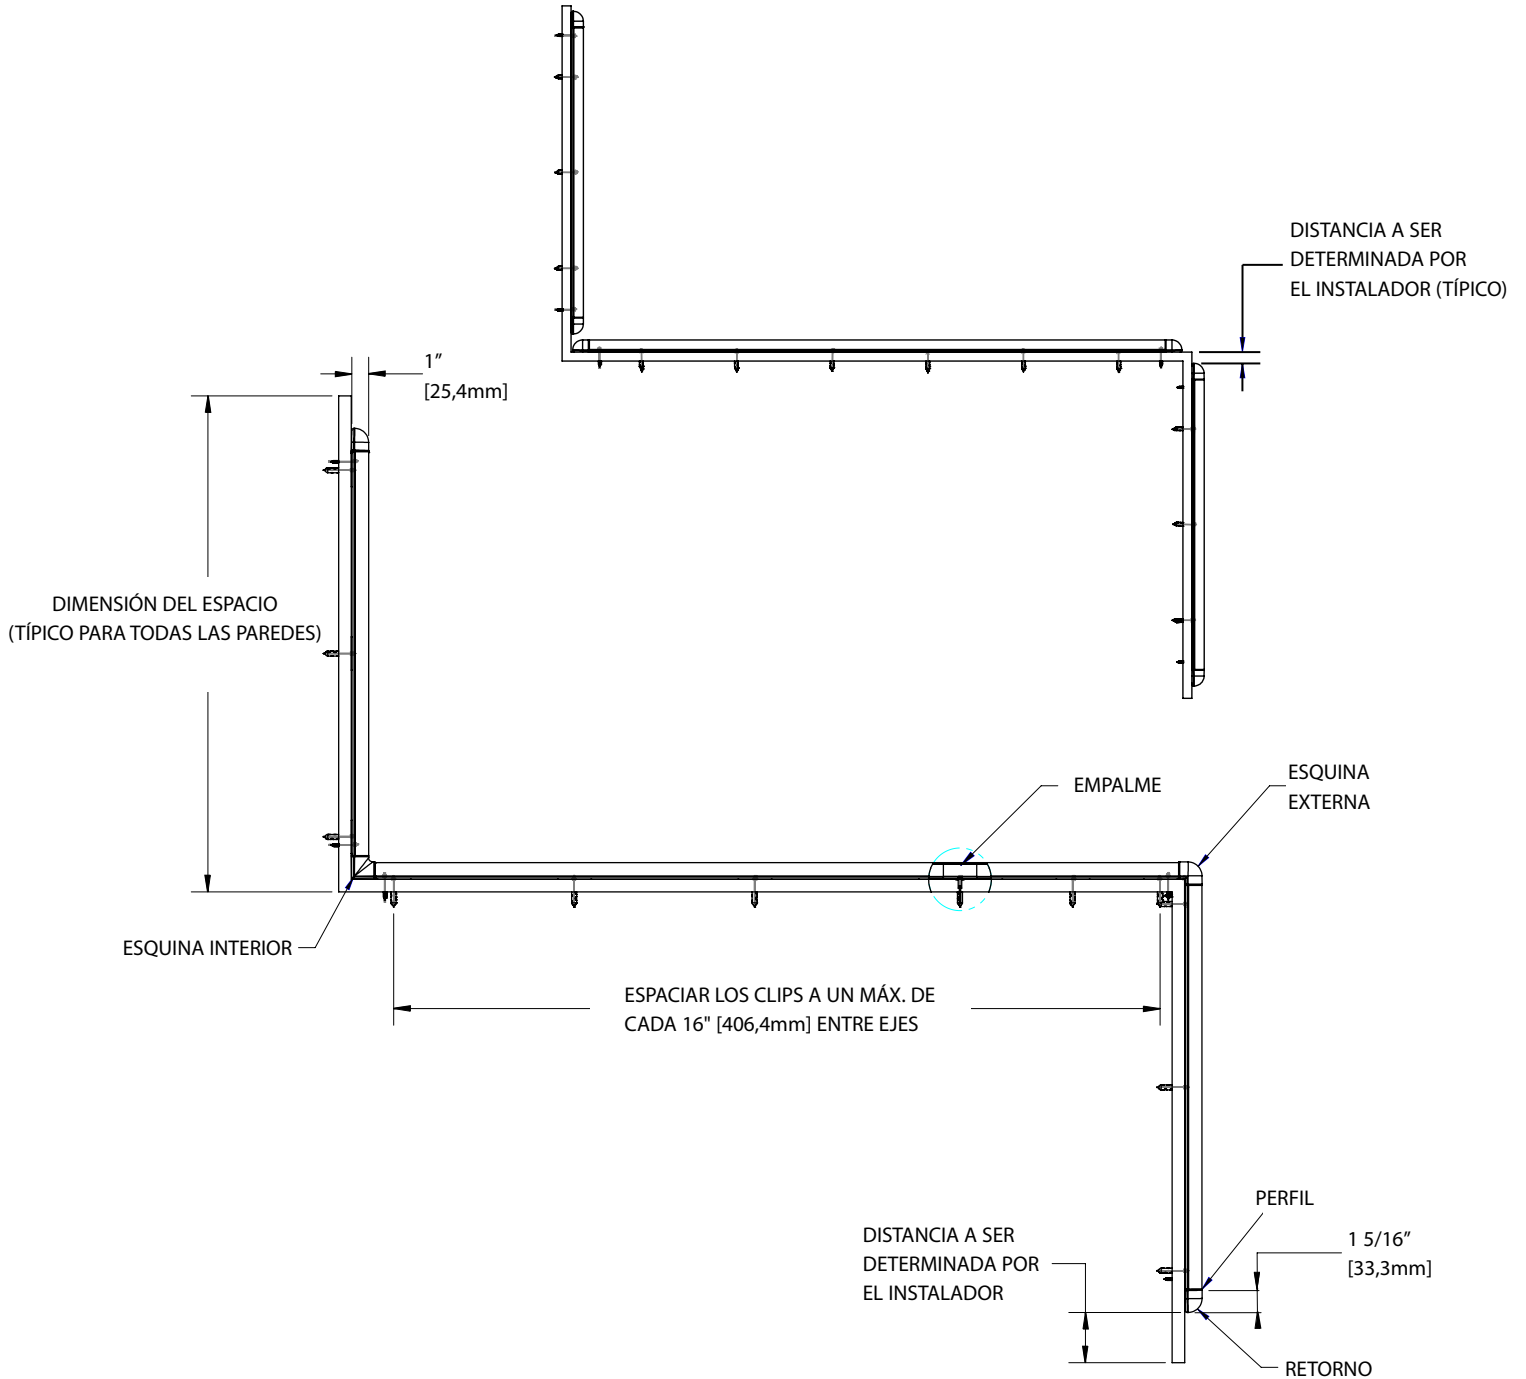 DISTANCIA A SER
DETERMINADA POR
EL INSTALADOR (TÍPICO)
1”
[25,4mm]
DIMENSIÓN DEL ESPACIO
(TÍPICO PARA TODAS LAS PAREDES)
EMPALME
ESQUINA
EXTERNA
ESQUINA INTERIOR
ESPACIAR LOS CLIPS A UN MÁX. DE
CADA 16" [406,4mm] ENTRE EJES
PERFIL
DISTANCIA A SER
DETERMINADA POR
EL INSTALADOR
1 5/16”
[33,3mm]
RETORNO